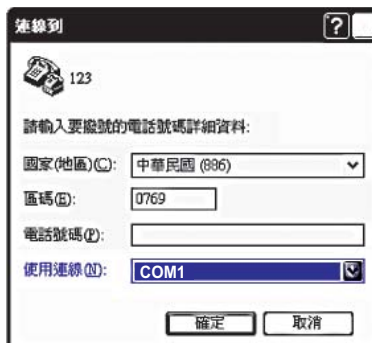 連線到
123
請輸入要撥號的電話號碼詳細資料:
國家(地區)(C): 中華民國 (886)
區碼(E): 0769
電話號碼(P):
使用連線(N): COM1
確定 取消